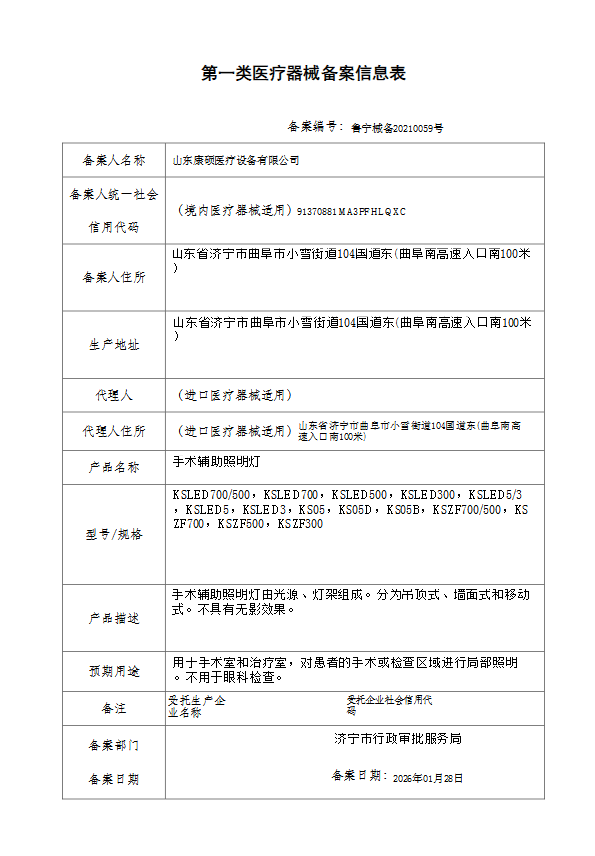 第一类医疗器械备案信息表
备案编号：鲁宁械备20210059号
备案人名称
山东康硕医疗设备有限公司
备案人统一社会
信用代码
（境内医疗器械适用）91370881MA3PFHLQXC
备案人住所
山东省济宁市曲阜市小雪街道104国道东(曲阜南高速入口南100米
)
生产地址
山东省济宁市曲阜市小雪街道104国道东(曲阜南高速入口南100米
)
代理人
（进口医疗器械适用）
代理人住所
（进口医疗器械适用）
山东省济宁市曲阜市小雪街道104国道东(曲阜南高
速入口南100米)
产品名称
手术辅助照明灯
型号/规格
KSLED700/500，KSLED700，KSLED500，KSLED300，KSLED5/3
，KSLED5，KSLED3，KS05，KS05D，KS05B，KSZF700/500，KS
ZF700，KSZF500，KSZF300
产品描述
手术辅助照明灯由光源、灯架组成。分为吊顶式、墙面式和移动
式。不具有无影效果。
预期用途
用于手术室和治疗室，对患者的手术或检查区域进行局部照明
。不用于眼科检查。
备注
受托生产企
业名称
受托企业社会信用代
码
备案部门
备案日期
济宁市行政审批服务局
备案日期：2026年01月28日